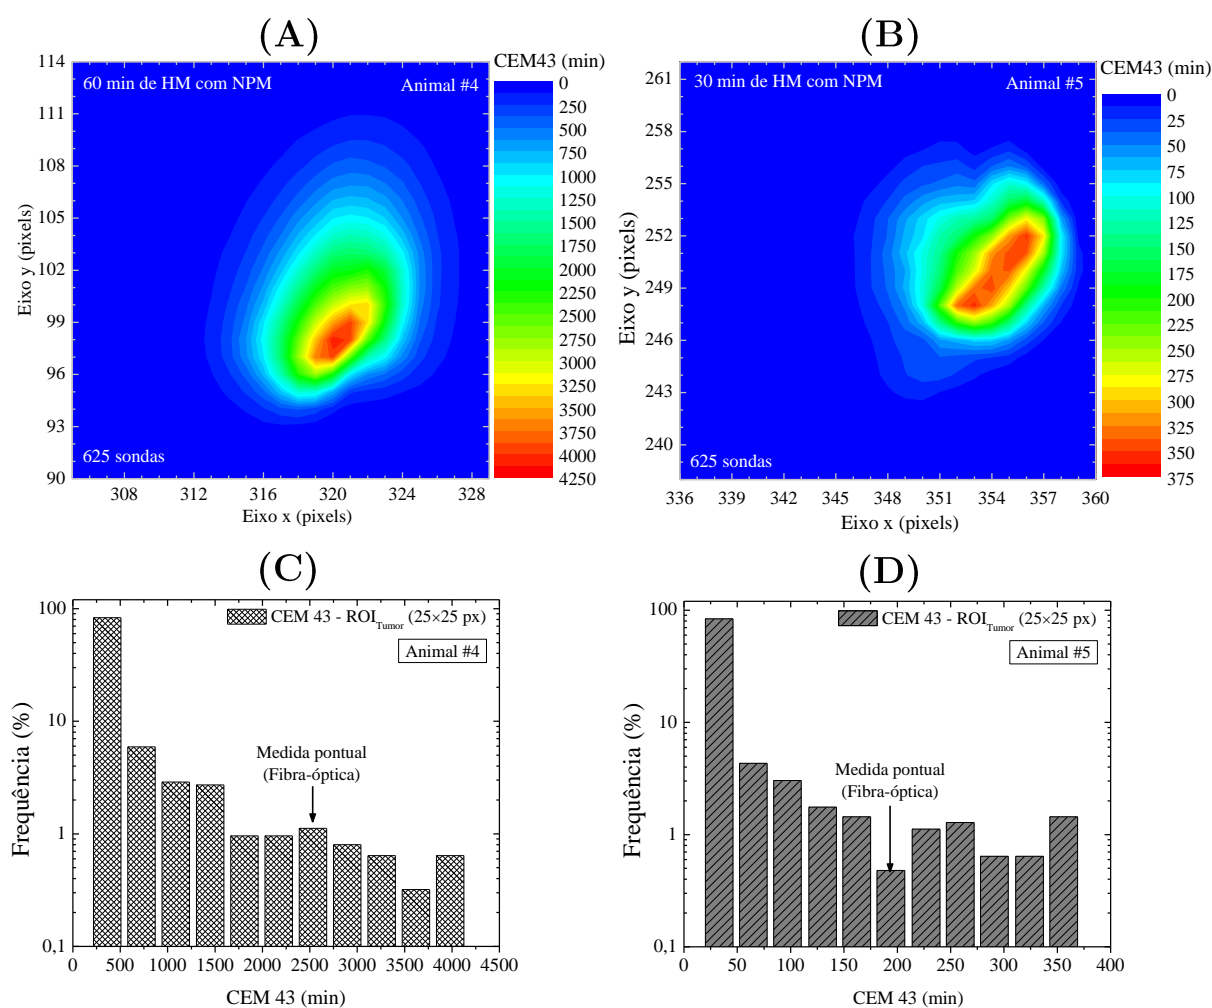 (A)
CEM43 (min)
60 min de HM com NPM
Animal #4
625 sondas
114
111
108
105
102
99
96
93
90
308 312 316 320 324 328
Eixo x (pixels)
Eixo y (pixels)
0
250
500
750
1000
1250
1500
1750
2000
2250
2500
2750
3000
3250
3500
3750
4000
4250
(B)
CEM43 (min)
30 min de HM com NPM
Animal #5
625 sondas
261
258
255
252
249
246
243
240
336 339 342 345 348 351 354 357 360
Eixo x (pixels)
Eixo y (pixels)
0
25
50
75
100
125
150
175
200
225
250
275
300
325
350
375
(C)
CEM 43 - ROI_Tumor (25×25 px)
Animal #4
Medida pontual
(Fibra-óptica)
100
10
1
0,1
Frequência (%)
0 500 1000 1500 2000 2500 3000 3500 4000 4500
CEM 43 (min)
(D)
CEM 43 - ROI_Tumor (25×25 px)
Animal #5
Medida pontual
(Fibra-óptica)
100
10
1
0,1
Frequência (%)
0 50 100 150 200 250 300 350 400
CEM 43 (min)